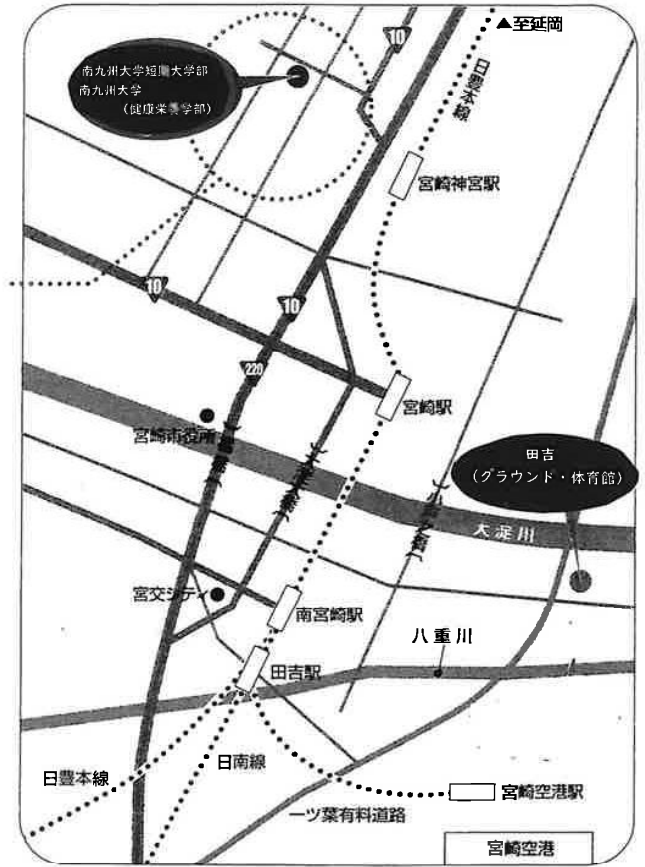 ▲至延岡
10
日豊本線
南九州大学短期大学部
南九州大学
(健康栄養学部)
宮崎神宮駅
10
10
220
宮崎駅
宮崎市役所
田吉
(グラウンド・体育館)
大淀川
宮交シティ
南宮崎駅
八重川
田吉駅
日豊本線
日南線
宮崎空港駅
一ツ葉有料道路
宮崎空港